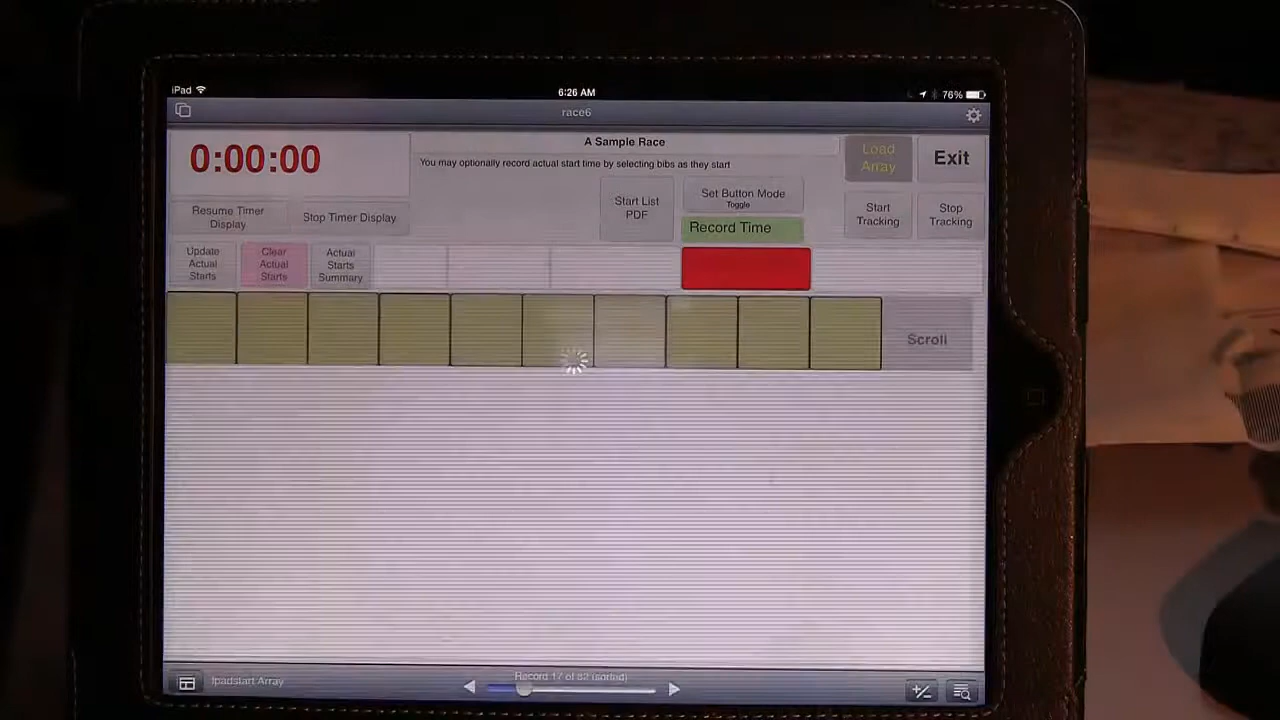 iPad
6:26 AM
76%
race6
0:00:00
A Sample Race
You may optionally record actual start time by selecting bibs as they start
Load
Array
Exit
Resume Timer
Display
Stop Timer Display
Start List
PDF
Set Button Mode
Toggle
Record Time
Start
Tracking
Stop
Tracking
Update
Actual
Starts
Clear
Actual
Starts
Actual
Starts
Summary
Scroll
Ipadstart Array
Record 17 of 82 (sorted)